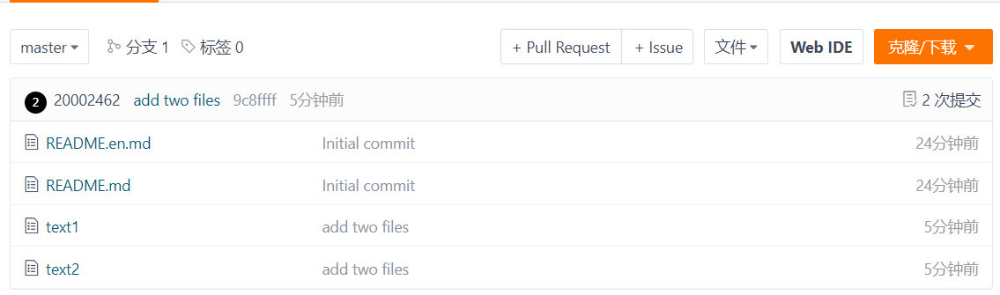 master 分支 1 标签 0 + Pull Request + Issue 文件 Web IDE 克隆/下载
2 20002462 add two files 9c8ffff 5分钟前 2 次提交
README.en.md Initial commit 24分钟前
README.md Initial commit 24分钟前
text1 add two files 5分钟前
text2 add two files 5分钟前